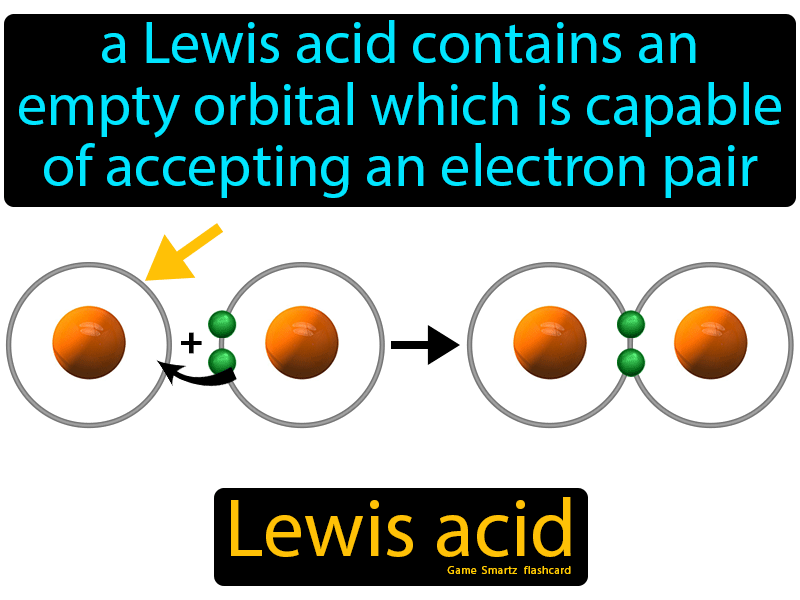 a Lewis acid contains an
empty orbital which is capable
of accepting an electron pair
+
Lewis acid
Game Smartz flashcard